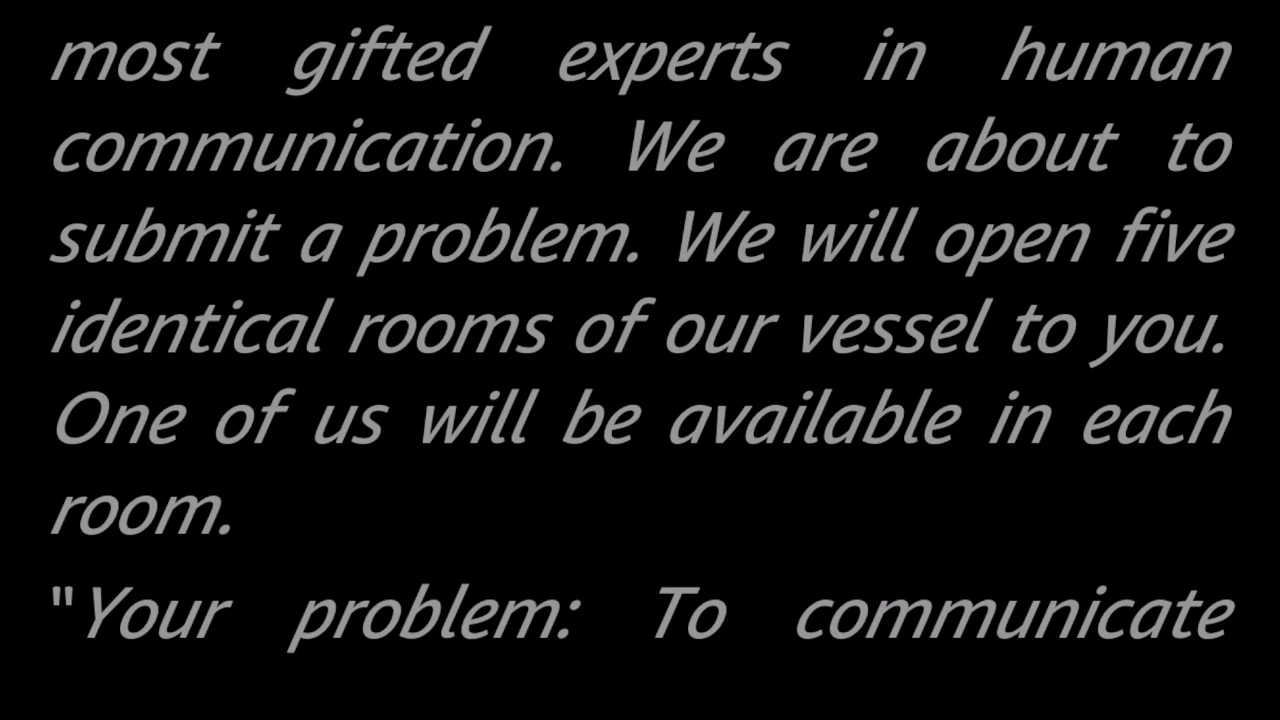 most gifted experts in human
communication. We are about to
submit a problem. We will open five
identical rooms of our vessel to you.
One of us will be available in each
room.
"Your problem: To communicate